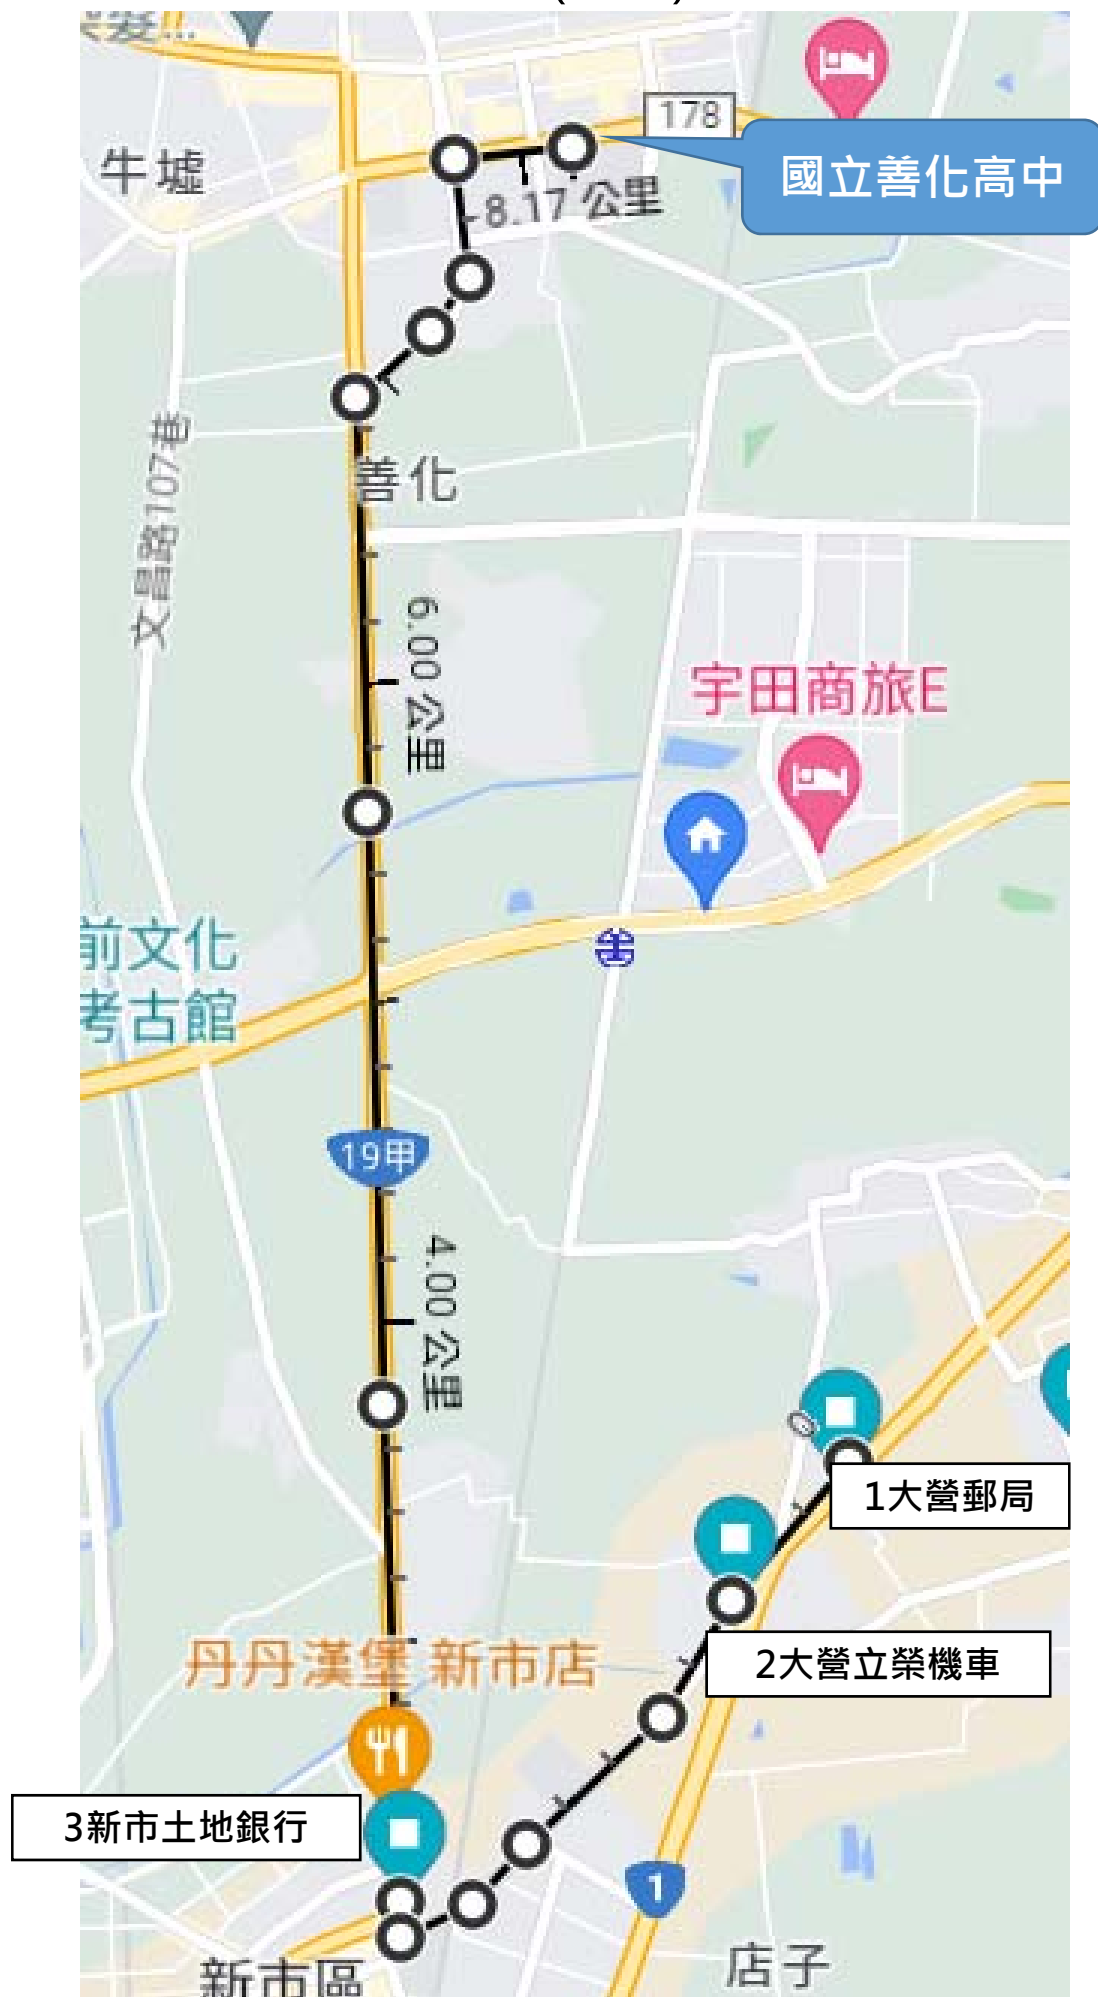 178
國立善化高中
牛墟
8.17 公里
文昌路107巷
善化
6.00 公里
宇田商旅E
前文化
考古館
19甲
4.00 公里
1大營郵局
丹丹漢堡 新市店
2大營立榮機車
3新市土地銀行
1
店子
新市區